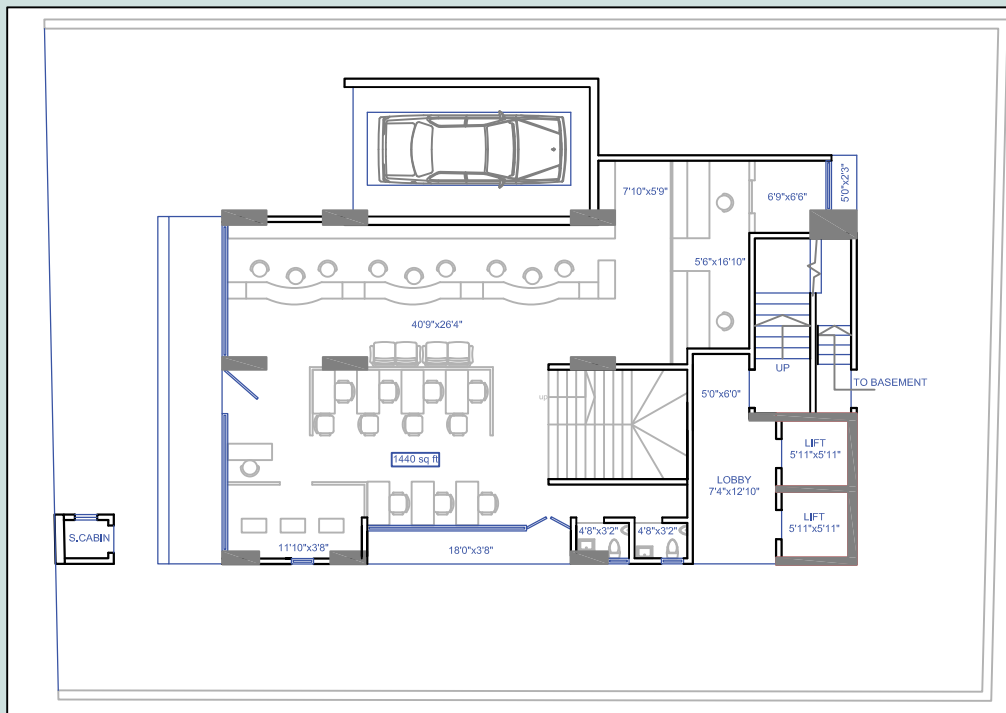 7'10"x5'9"
6'9"x6'6"
5'0"x2'3"
5'6"x16'10"
40'9"x26'4"
UP
TO BASEMENT
up
5'0"x6'0"
LIFT
5'11"x5'11"
1440 sq ft
LOBBY
7'4"x12'10"
LIFT
5'11"x5'11"
S.CABIN
4'8"x3'2"
4'8"x3'2"
11'10"x3'8"
18'0"x3'8"